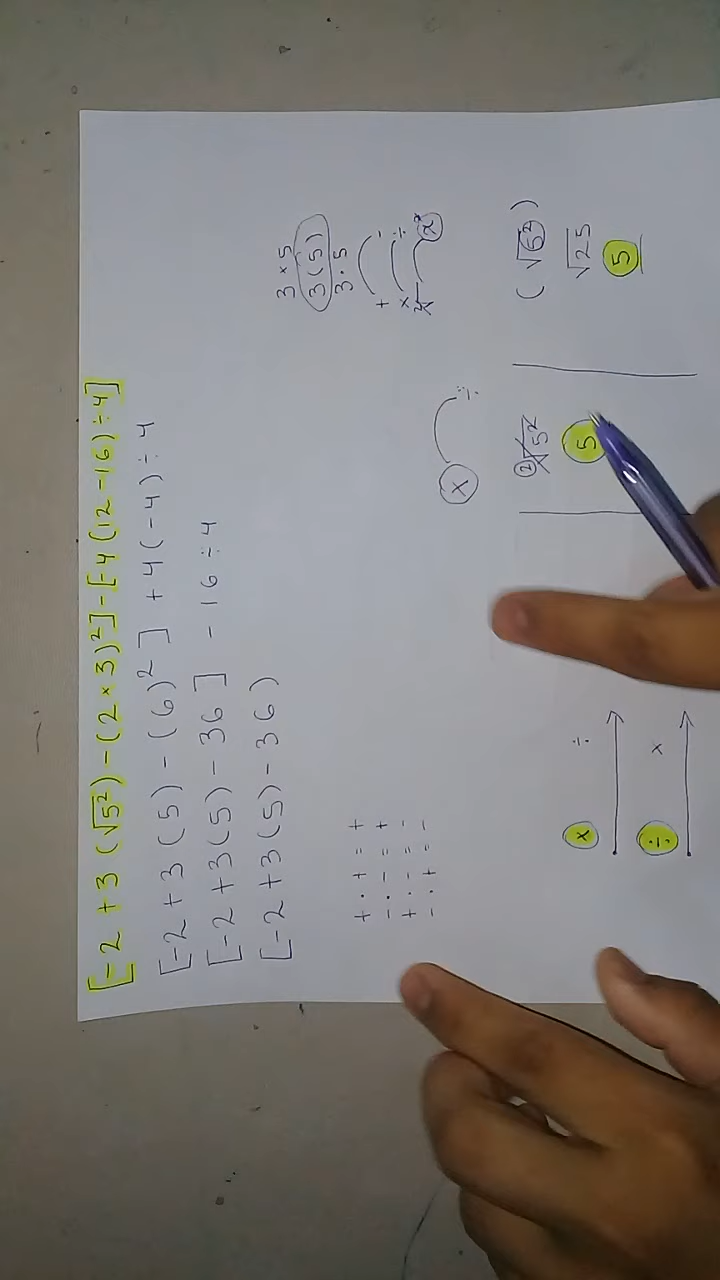 [-2 + 3 (√5²) - (2 × 3)²] - [-4 (12 - 16) ÷ 4]
[-2 + 3 (5) - (6)²] + 4 (-4) ÷ 4
[-2 + 3 (5) - 36] - 16 ÷ 4
[-2 + 3 (5) - 36)
3 × 5
3 (5)
3 · 5
+ -
× ÷
+ · + = +
- · - = +
+ · - = -
- · + = -
× ÷
²√5²
5
(√5²)
√25
5
× ÷
÷ ×